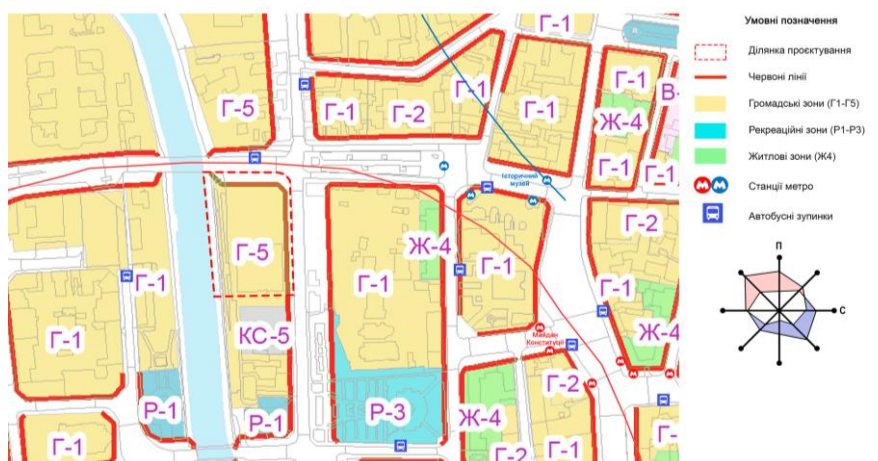 Г-1
Г-1
Г-5
Г-1
Г-2
Г-1
Г-1
Ж-4
В-
Г-1
Г-1
Історичний
музей
Г-2
Г-5
Г-1
Ж-4
Г-1
Г-1
Г-1
Г-1
КС-5
Майдан
Конституції
Ж-4
Г-2
Р-1
Р-1
Р-3
Ж-4
Г-1
Г-2
Г-1
Г-
Умовні позначення
Ділянка проєктування
Червоні лінії
Громадські зони (Г1-Г5)
Рекреаційні зони (Р1-Р3)
Житлові зони (Ж4)
Станції метро
Автобусні зупинки
П
С